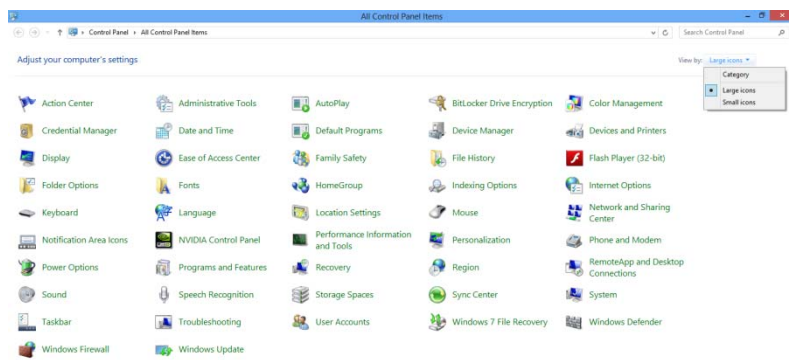 All Control Panel Items
Control Panel
All Control Panel Items
Search Control Panel
Adjust your computer's settings
View by: Large icons
Category
Large icons
Small icons
Action Center
Administrative Tools
AutoPlay
BitLocker Drive Encryption
Color Management
Credential Manager
Date and Time
Default Programs
Device Manager
Devices and Printers
Display
Ease of Access Center
Family Safety
File History
Flash Player (32-bit)
Folder Options
Fonts
HomeGroup
Indexing Options
Internet Options
Keyboard
Language
Location Settings
Mouse
Network and Sharing
Center
Notification Area Icons
NVIDIA Control Panel
Performance Information
and Tools
Personalization
Phone and Modem
Power Options
Programs and Features
Recovery
Region
RemoteApp and Desktop
Connections
Sound
Speech Recognition
Storage Spaces
Sync Center
System
Taskbar
Troubleshooting
User Accounts
Windows 7 File Recovery
Windows Defender
Windows Firewall
Windows Update